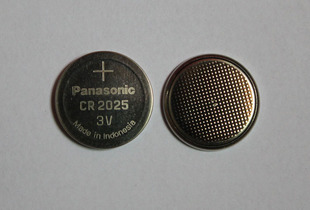 +
Panasonic
CR 2025
3V
Made in Indonesia